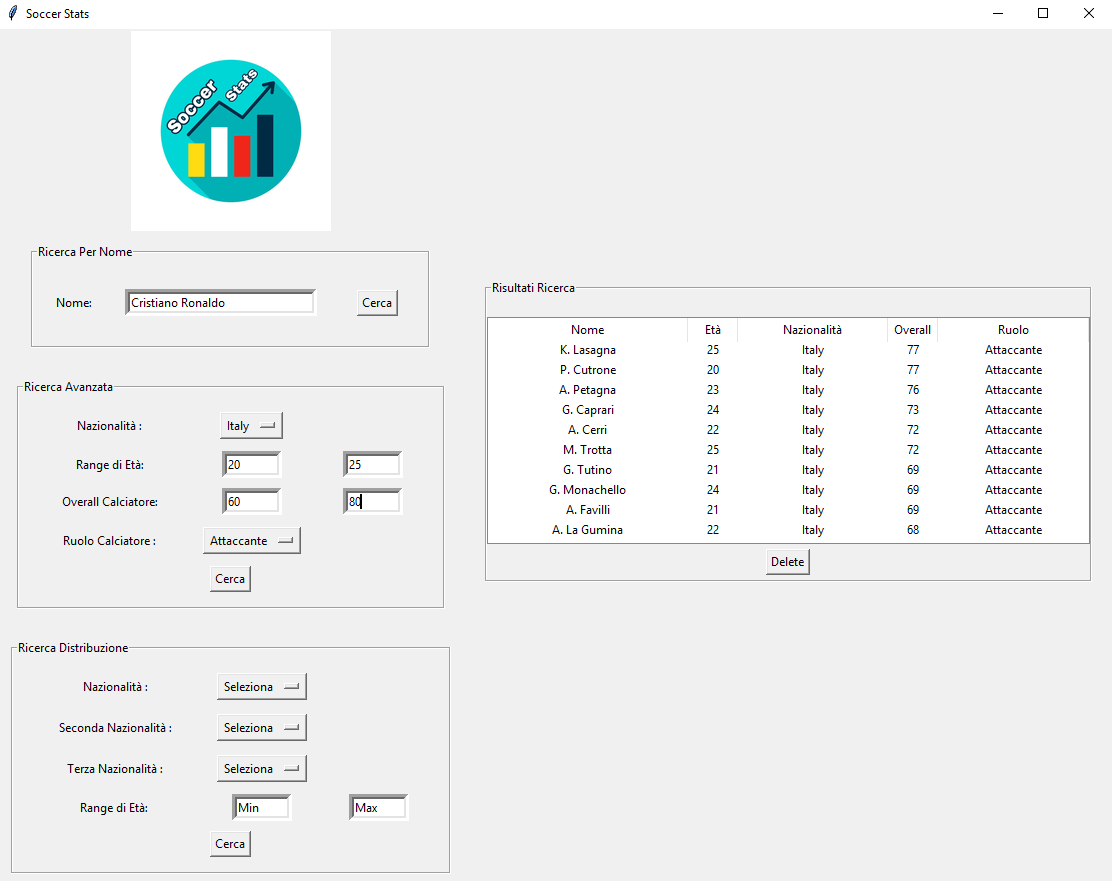 Soccer Stats
Soccer Stats
Ricerca Per Nome
Nome: Cristiano Ronaldo Cerca
Ricerca Avanzata
Nazionalità : Italy
Range di Età: 20 25
Overall Calciatore: 60 80
Ruolo Calciatore : Attaccante
Cerca
Ricerca Distribuzione
Nazionalità : Seleziona
Seconda Nazionalità : Seleziona
Terza Nazionalità : Seleziona
Range di Età: Min Max
Cerca
Risultati Ricerca
Nome Età Nazionalità Overall Ruolo
K. Lasagna 25 Italy 77 Attaccante
P. Cutrone 20 Italy 77 Attaccante
A. Petagna 23 Italy 76 Attaccante
G. Caprari 24 Italy 73 Attaccante
A. Cerri 22 Italy 72 Attaccante
M. Trotta 25 Italy 72 Attaccante
G. Tutino 21 Italy 69 Attaccante
G. Monachello 24 Italy 69 Attaccante
A. Favilli 21 Italy 69 Attaccante
A. La Gumina 22 Italy 68 Attaccante
Delete